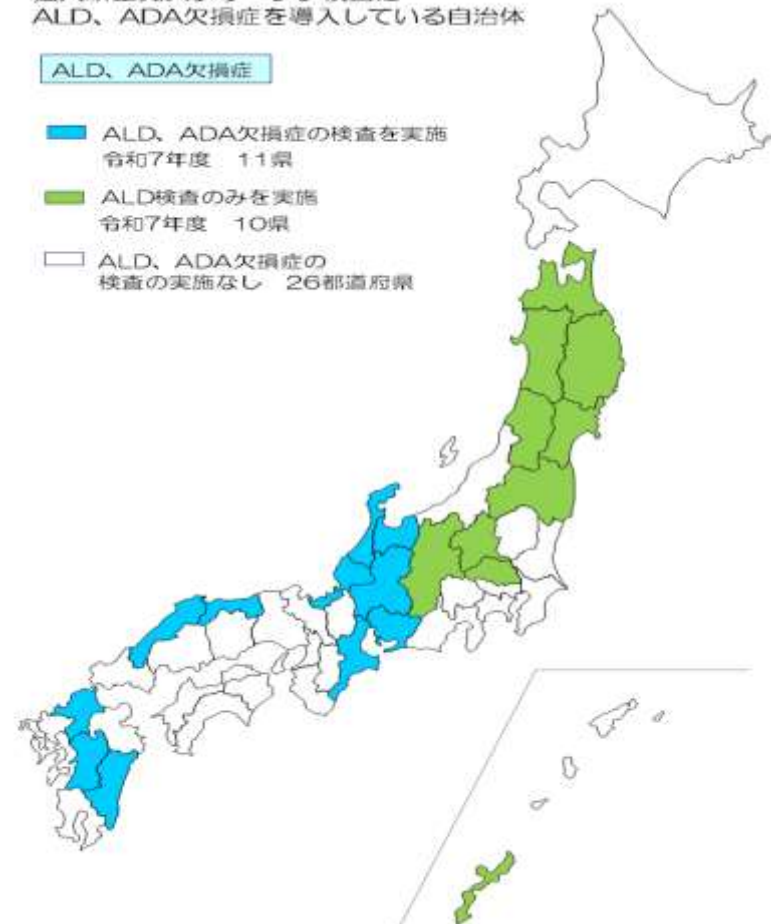 ALD、ADA欠損症を導入している自治体
ALD、ADA欠損症
ALD、ADA欠損症の検査を実施
令和7年度　11県
ALD検査のみを実施
令和7年度　10県
ALD、ADA欠損症の
検査の実施なし　26都道府県